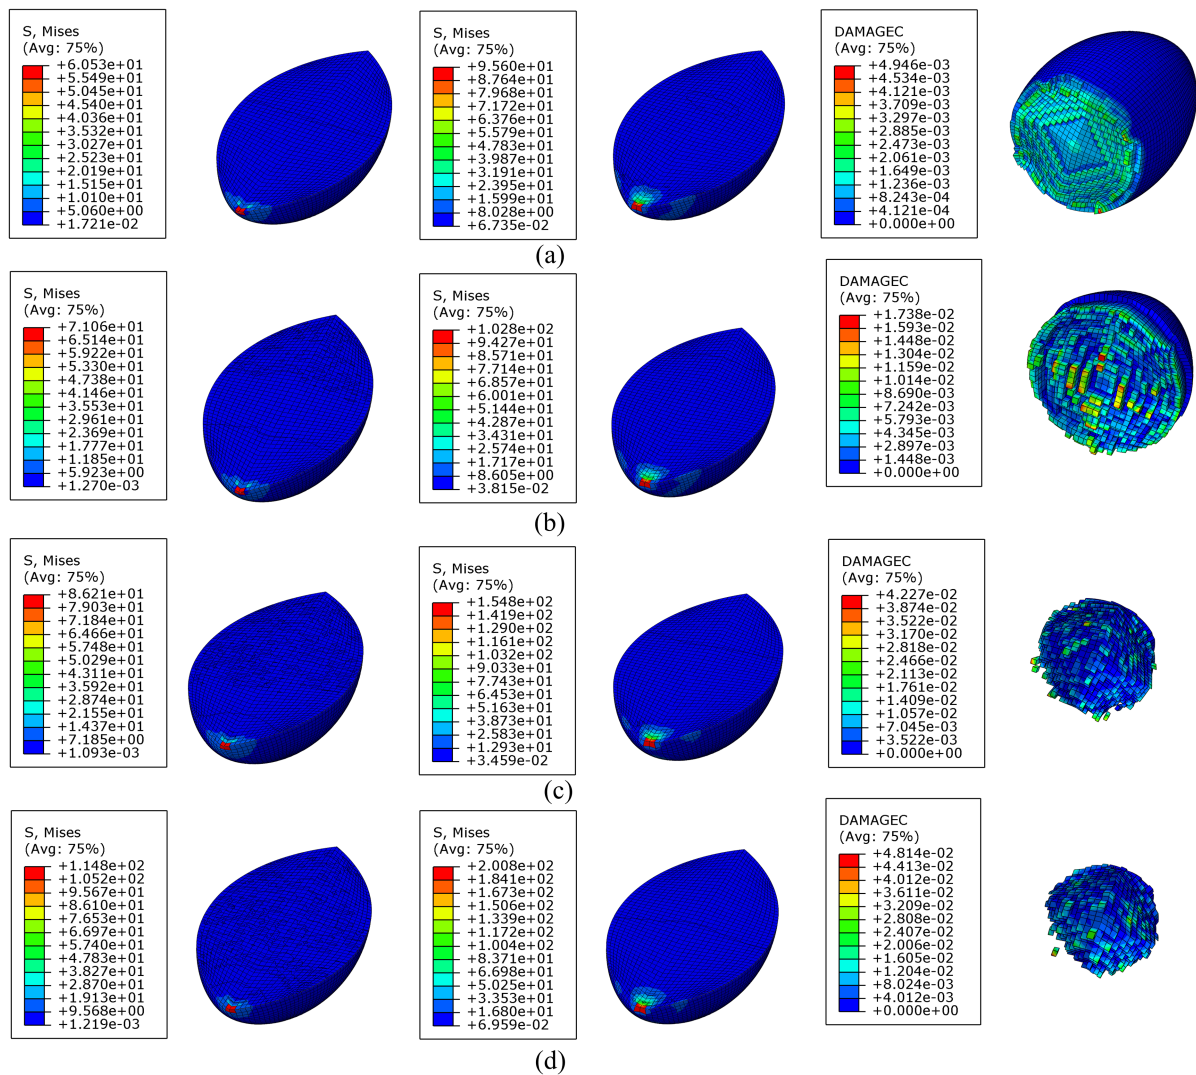 S, Mises
(Avg: 75%)
+6.053e+01
+5.549e+01
+5.045e+01
+4.540e+01
+4.036e+01
+3.532e+01
+3.027e+01
+2.523e+01
+2.019e+01
+1.515e+01
+1.010e+01
+5.060e+00
+1.721e-02
S, Mises
(Avg: 75%)
+9.560e+01
+8.764e+01
+7.968e+01
+7.172e+01
+6.376e+01
+5.579e+01
+4.783e+01
+3.987e+01
+3.191e+01
+2.395e+01
+1.599e+01
+8.028e+00
+6.735e-02
DAMAGEC
(Avg: 75%)
+4.946e-03
+4.534e-03
+4.121e-03
+3.709e-03
+3.297e-03
+2.885e-03
+2.473e-03
+2.061e-03
+1.649e-03
+1.236e-03
+8.243e-04
+4.121e-04
+0.000e+00
(a)
S, Mises
(Avg: 75%)
+7.106e+01
+6.514e+01
+5.922e+01
+5.330e+01
+4.738e+01
+4.146e+01
+3.553e+01
+2.961e+01
+2.369e+01
+1.777e+01
+1.185e+01
+5.923e+00
+1.270e-03
S, Mises
(Avg: 75%)
+1.028e+02
+9.427e+01
+8.571e+01
+7.714e+01
+6.857e+01
+6.001e+01
+5.144e+01
+4.287e+01
+3.431e+01
+2.574e+01
+1.717e+01
+8.605e+00
+3.815e-02
DAMAGEC
(Avg: 75%)
+1.738e-02
+1.593e-02
+1.448e-02
+1.304e-02
+1.159e-02
+1.014e-02
+8.690e-03
+7.242e-03
+5.793e-03
+4.345e-03
+2.897e-03
+1.448e-03
+0.000e+00
(b)
S, Mises
(Avg: 75%)
+8.621e+01
+7.903e+01
+7.184e+01
+6.466e+01
+5.748e+01
+5.029e+01
+4.311e+01
+3.592e+01
+2.874e+01
+2.155e+01
+1.437e+01
+7.185e+00
+1.093e-03
S, Mises
(Avg: 75%)
+1.548e+02
+1.419e+02
+1.290e+02
+1.161e+02
+1.032e+02
+9.033e+01
+7.743e+01
+6.453e+01
+5.163e+01
+3.873e+01
+2.583e+01
+1.293e+01
+3.459e-02
DAMAGEC
(Avg: 75%)
+4.227e-02
+3.874e-02
+3.522e-02
+3.170e-02
+2.818e-02
+2.466e-02
+2.113e-02
+1.761e-02
+1.409e-02
+1.057e-02
+7.045e-03
+3.522e-03
+0.000e+00
(c)
S, Mises
(Avg: 75%)
+1.148e+02
+1.052e+02
+9.567e+01
+8.610e+01
+7.653e+01
+6.697e+01
+5.740e+01
+4.783e+01
+3.827e+01
+2.870e+01
+1.913e+01
+9.568e+00
+1.219e-03
S, Mises
(Avg: 75%)
+2.008e+02
+1.841e+02
+1.673e+02
+1.506e+02
+1.339e+02
+1.172e+02
+1.004e+02
+8.371e+01
+6.698e+01
+5.025e+01
+3.353e+01
+1.680e+01
+6.959e-02
DAMAGEC
(Avg: 75%)
+4.814e-02
+4.413e-02
+4.012e-02
+3.611e-02
+3.209e-02
+2.808e-02
+2.407e-02
+2.006e-02
+1.605e-02
+1.204e-02
+8.024e-03
+4.012e-03
+0.000e+00
(d)